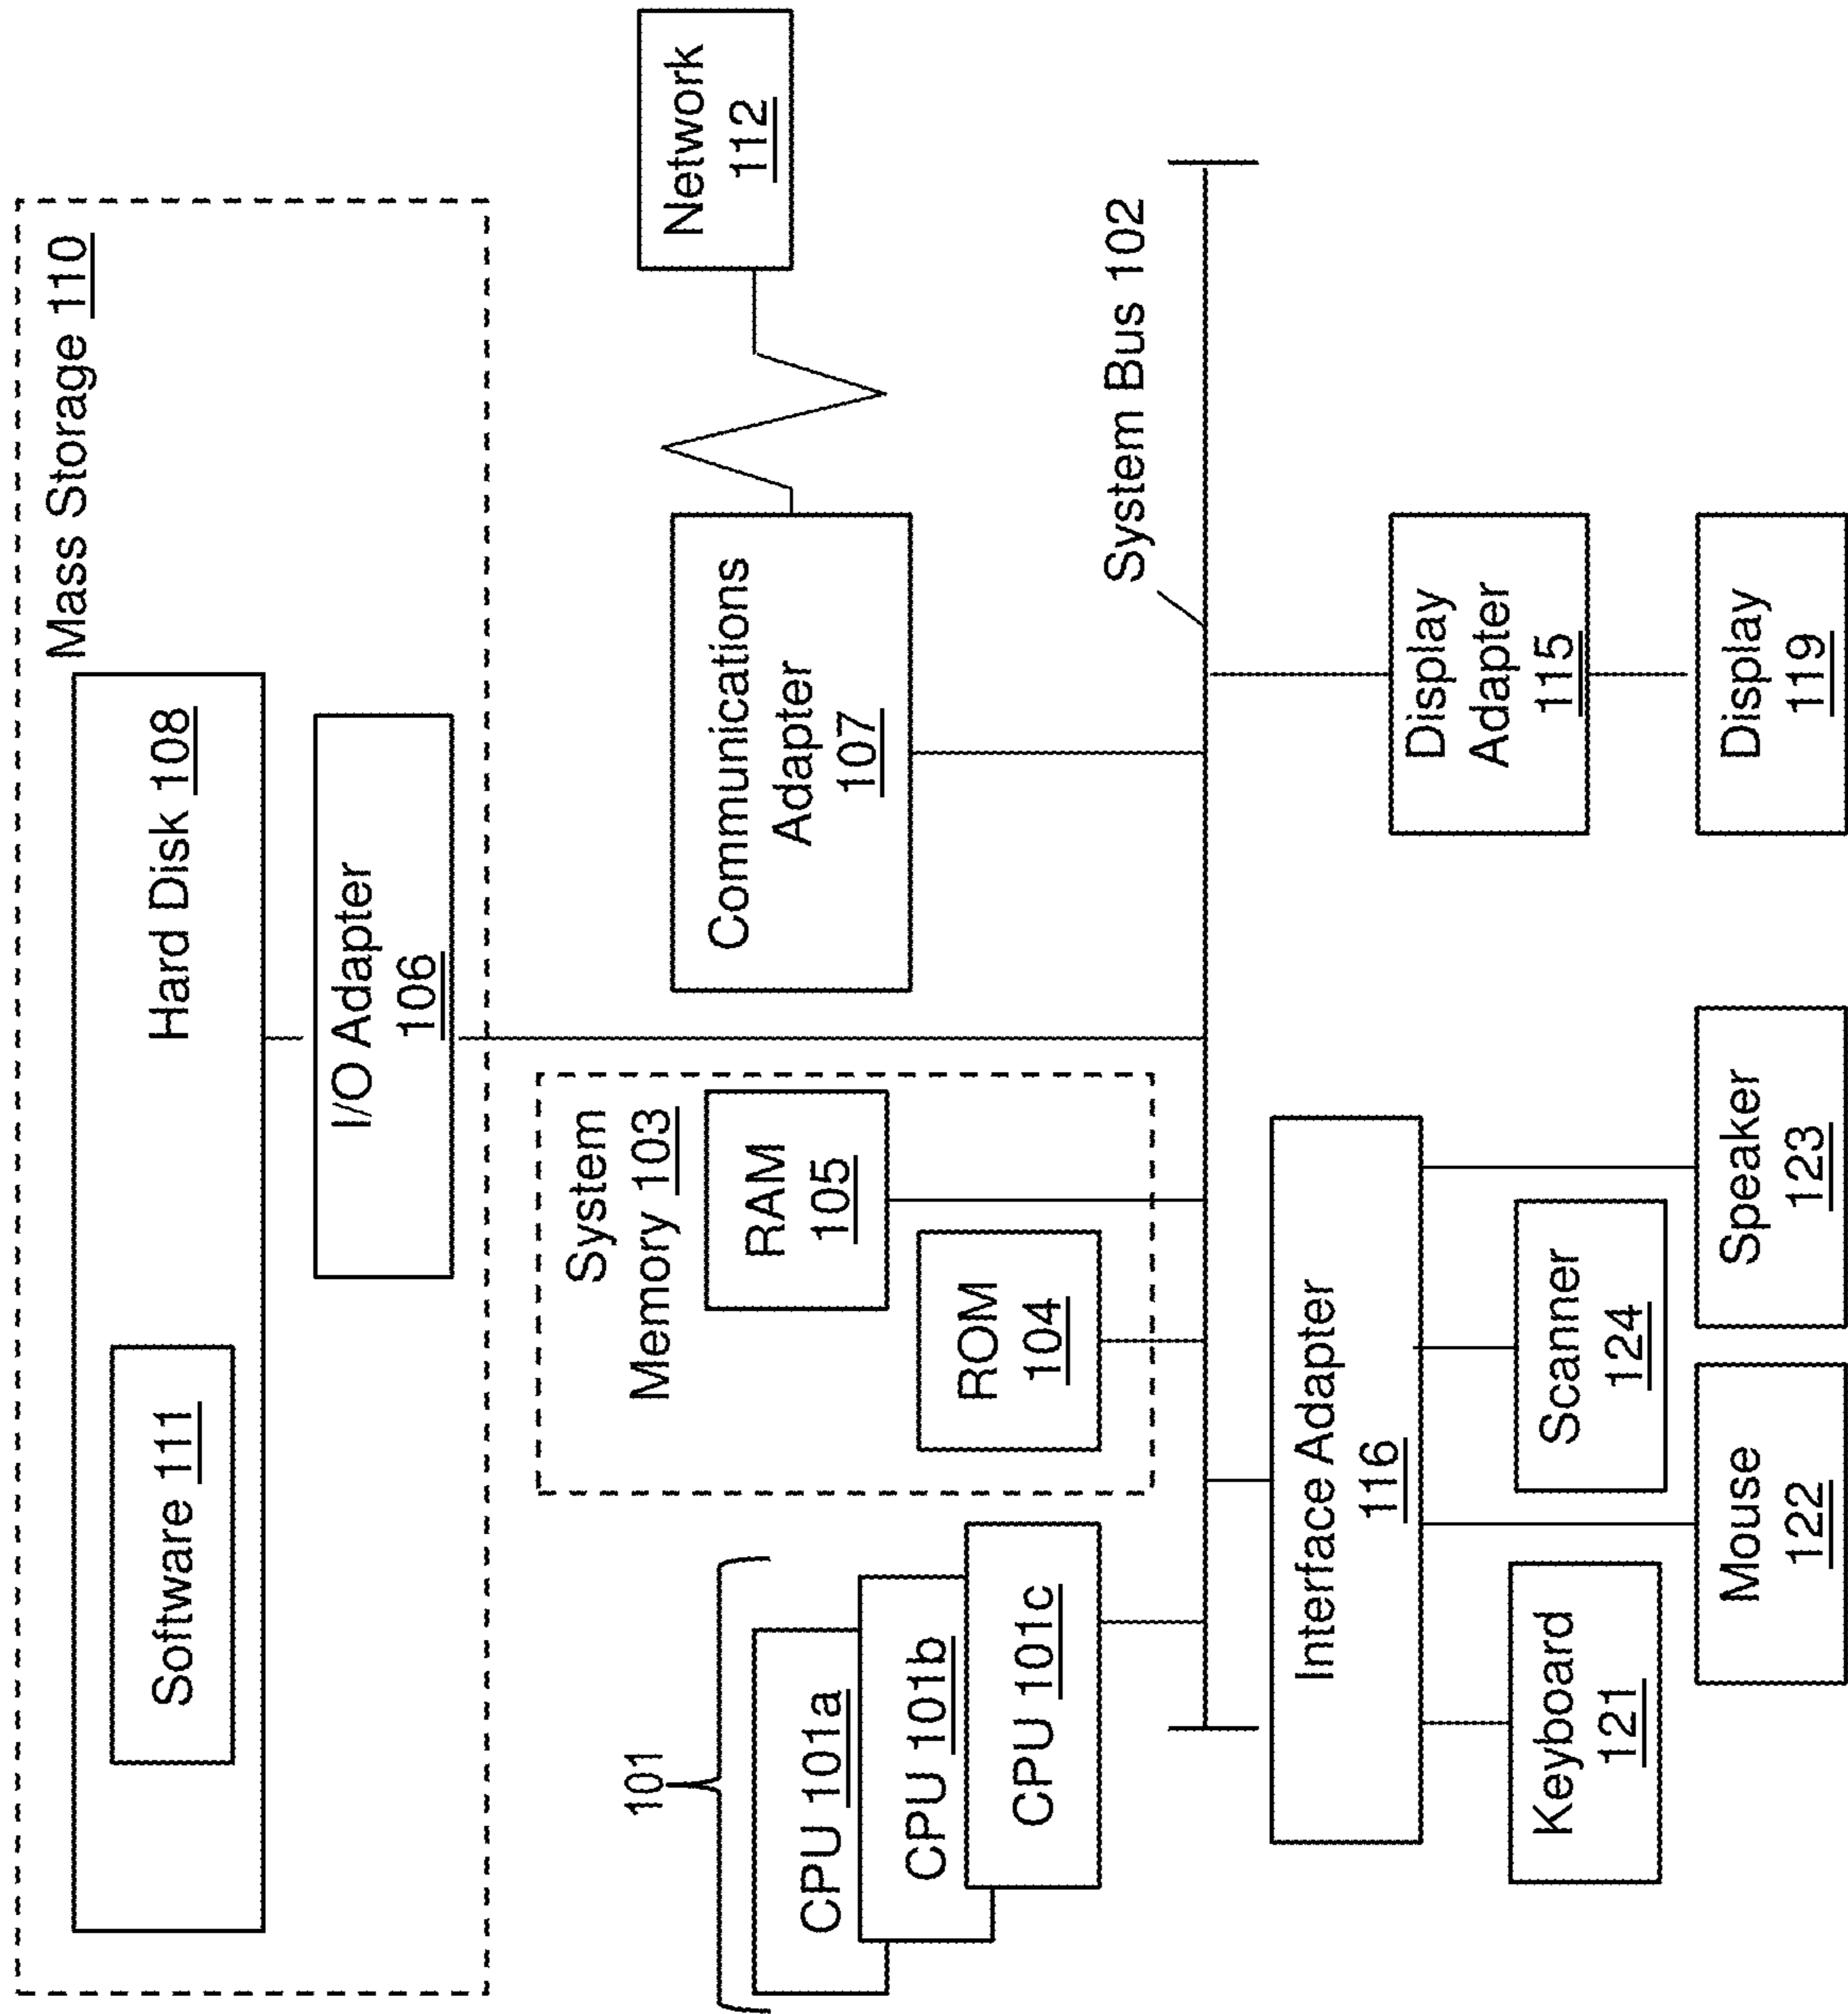 Mass Storage 110
Hard Disk 108
Software 111
I/O Adapter
106
System
Memory 103
RAM
105
ROM
104
101
CPU 101a
CPU 101b
CPU 101c
Communications
Adapter
107
Network
112
System Bus 102
Interface Adapter
116
Keyboard
121
Mouse
122
Scanner
124
Speaker
123
Display
Adapter
115
Display
119